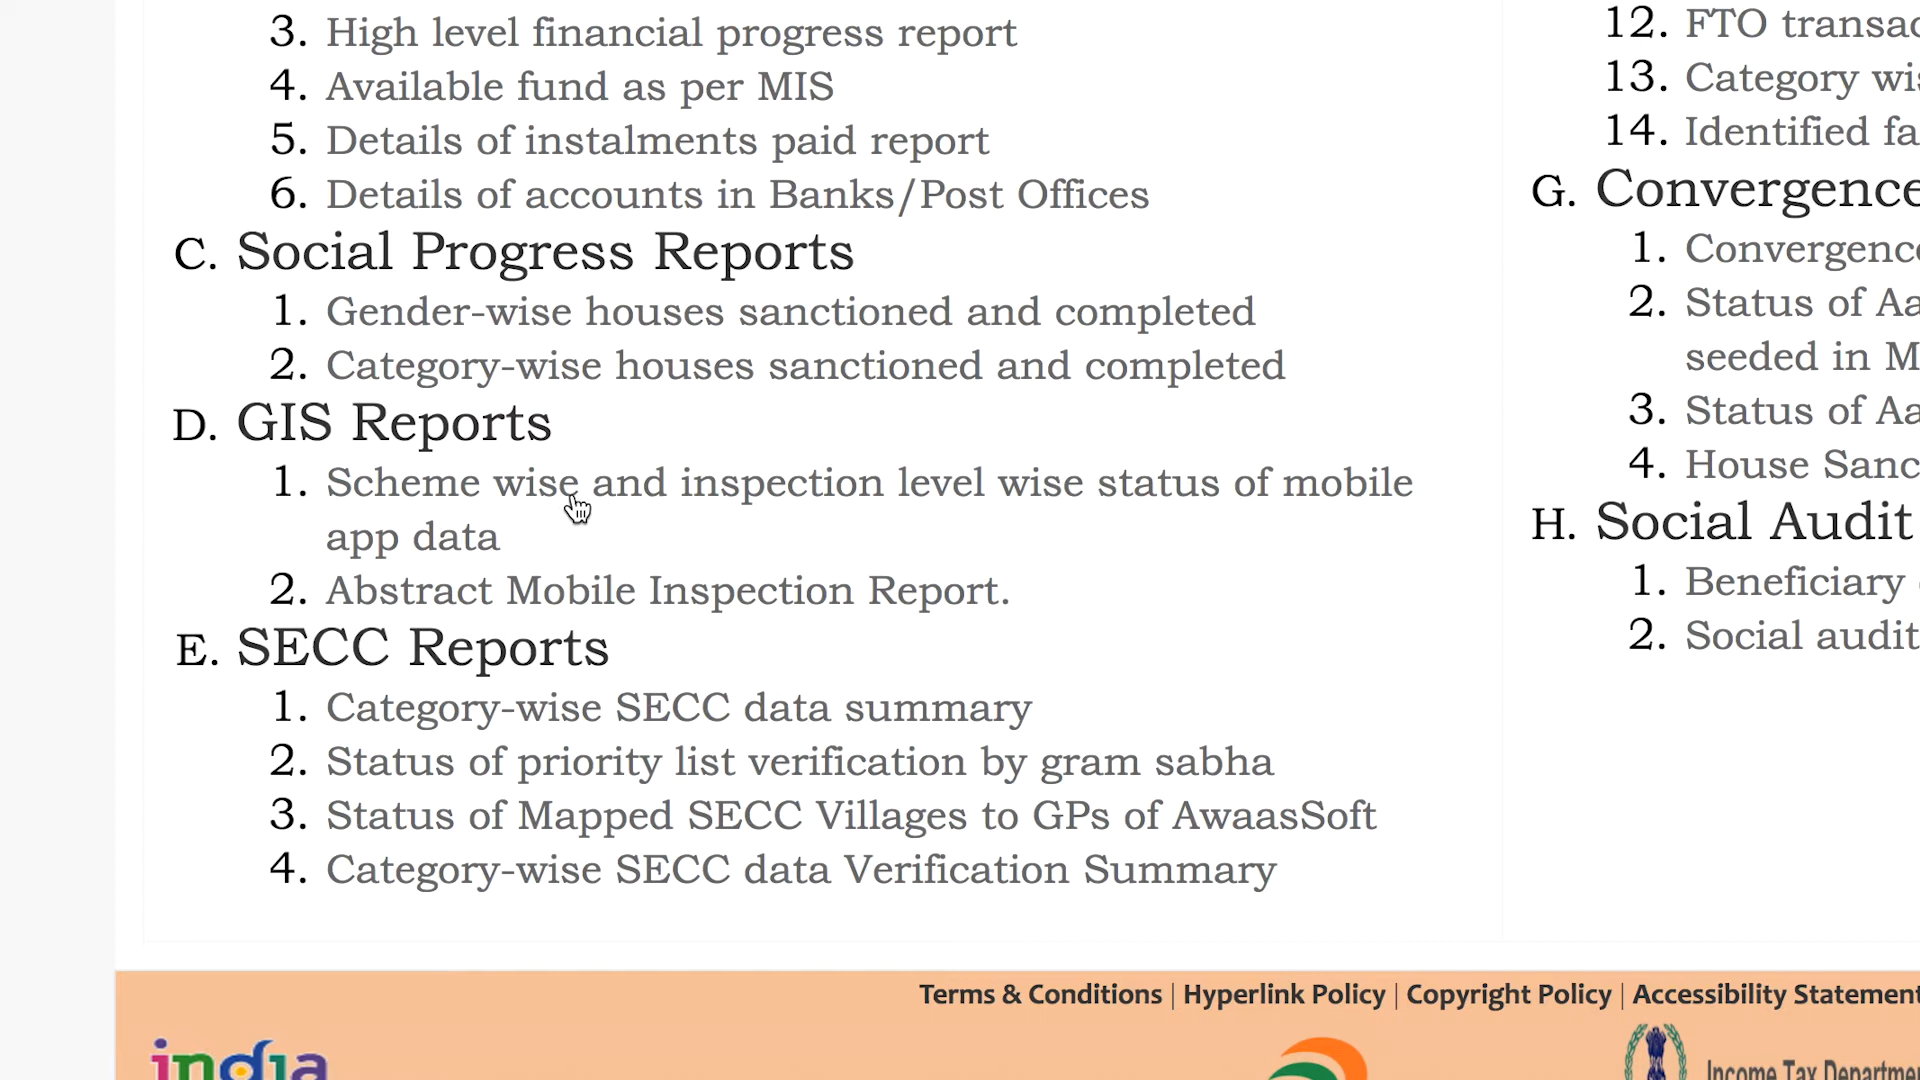 3. High level financial progress report
4. Available fund as per MIS
5. Details of instalments paid report
6. Details of accounts in Banks/Post Offices
C. Social Progress Reports
1. Gender-wise houses sanctioned and completed
2. Category-wise houses sanctioned and completed
D. GIS Reports
1. Scheme wise and inspection level wise status of mobile
app data
2. Abstract Mobile Inspection Report.
E. SECC Reports
1. Category-wise SECC data summary
2. Status of priority list verification by gram sabha
3. Status of Mapped SECC Villages to GPs of AwaasSoft
4. Category-wise SECC data Verification Summary
12. FTO
13. Category
14. Identified
G. Convergence
1. Convergence
2. Status of
seeded in
3. Status of
4. House
H. Social Audit
1. Beneficiary
2. Social audit
Terms & Conditions | Hyperlink Policy | Copyright Policy | Accessibility Statement
india
Income Tax